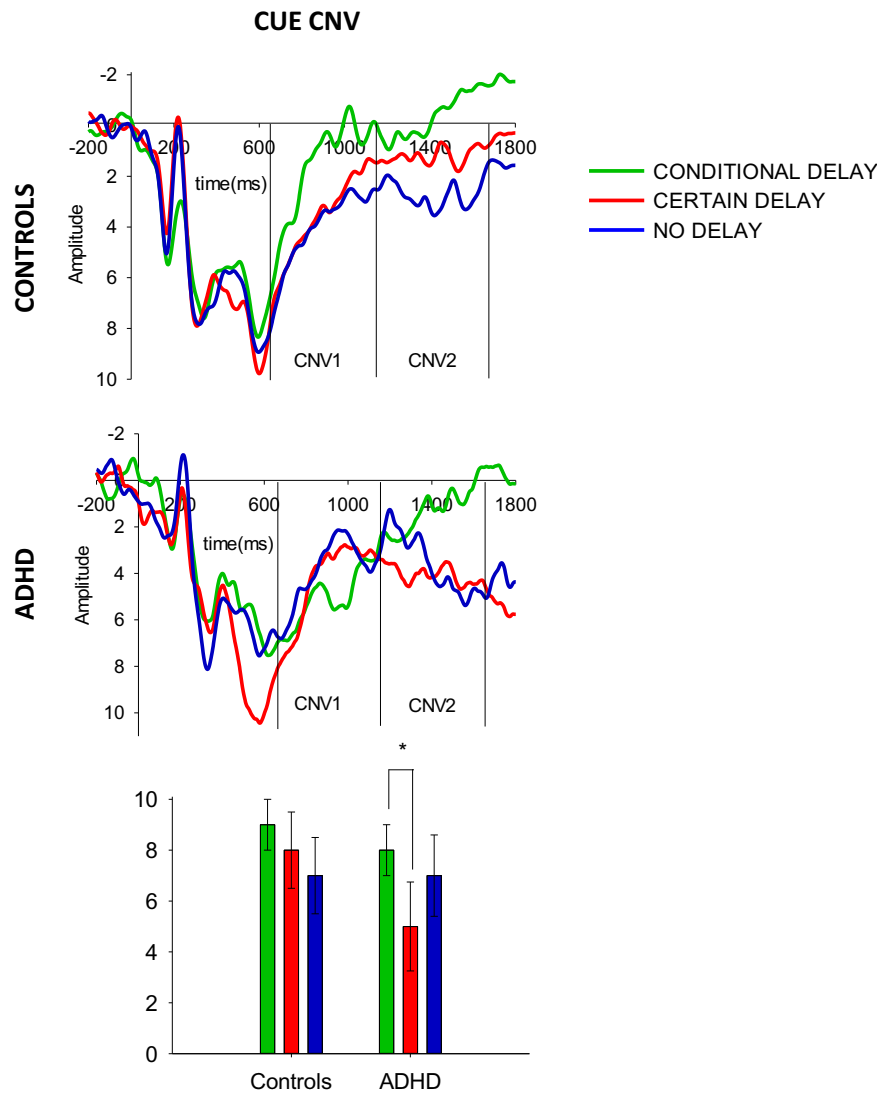 CUE CNV
CONTROLS
Amplitude
-2
0
2
4
6
8
10
-200 200 600 1000 1400 1800
time(ms)
CNV1 CNV2
CONDITIONAL DELAY
CERTAIN DELAY
NO DELAY
ADHD
Amplitude
-2
2
4
6
8
10
-200 200 600 1000 1400 1800
time(ms)
CNV1 CNV2
*
10
8
6
4
2
0
Controls ADHD